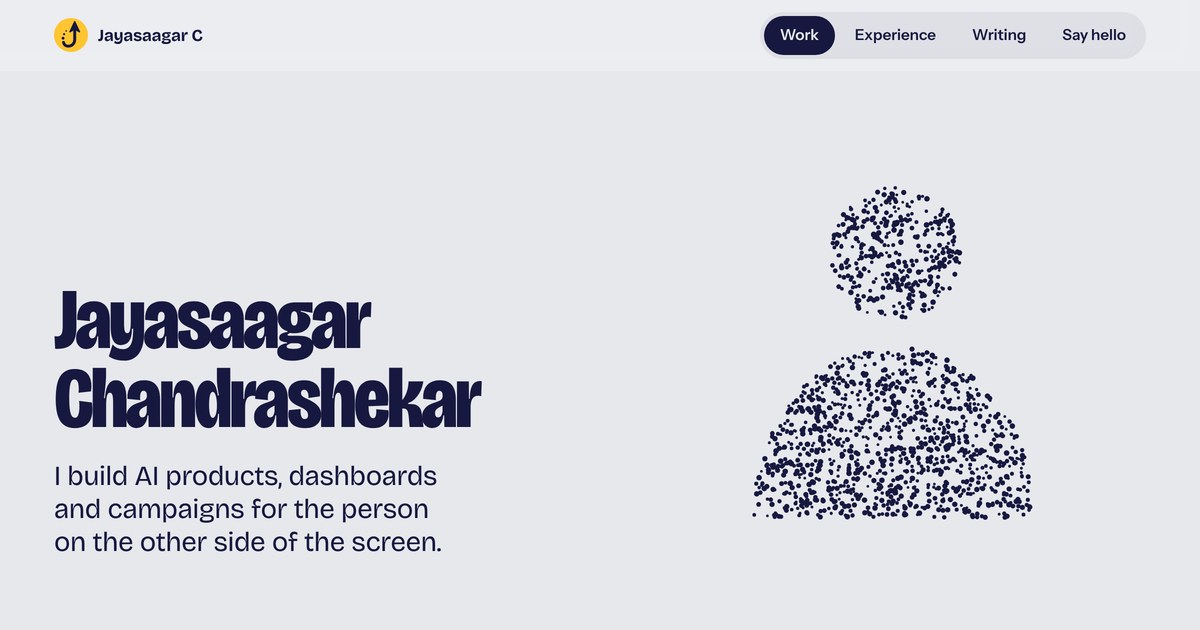 Jayasaagar C
Work
Experience
Writing
Say hello
Jayasaagar
Chandrashekar
I build AI products, dashboards
and campaigns for the person
on the other side of the screen.